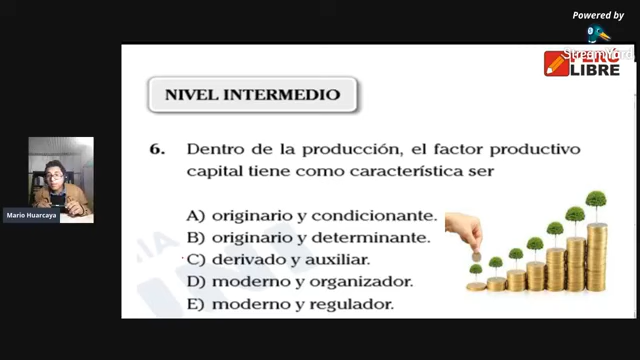 Powered by
StreamYard
PERÚ
LIBRE
NIVEL INTERMEDIO
6. Dentro de la producción, el factor productivo
capital tiene como característica ser
A) originario y condicionante.
B) originario y determinante.
C) derivado y auxiliar.
D) moderno y organizador.
E) moderno y regulador.
Mario Huarcaya